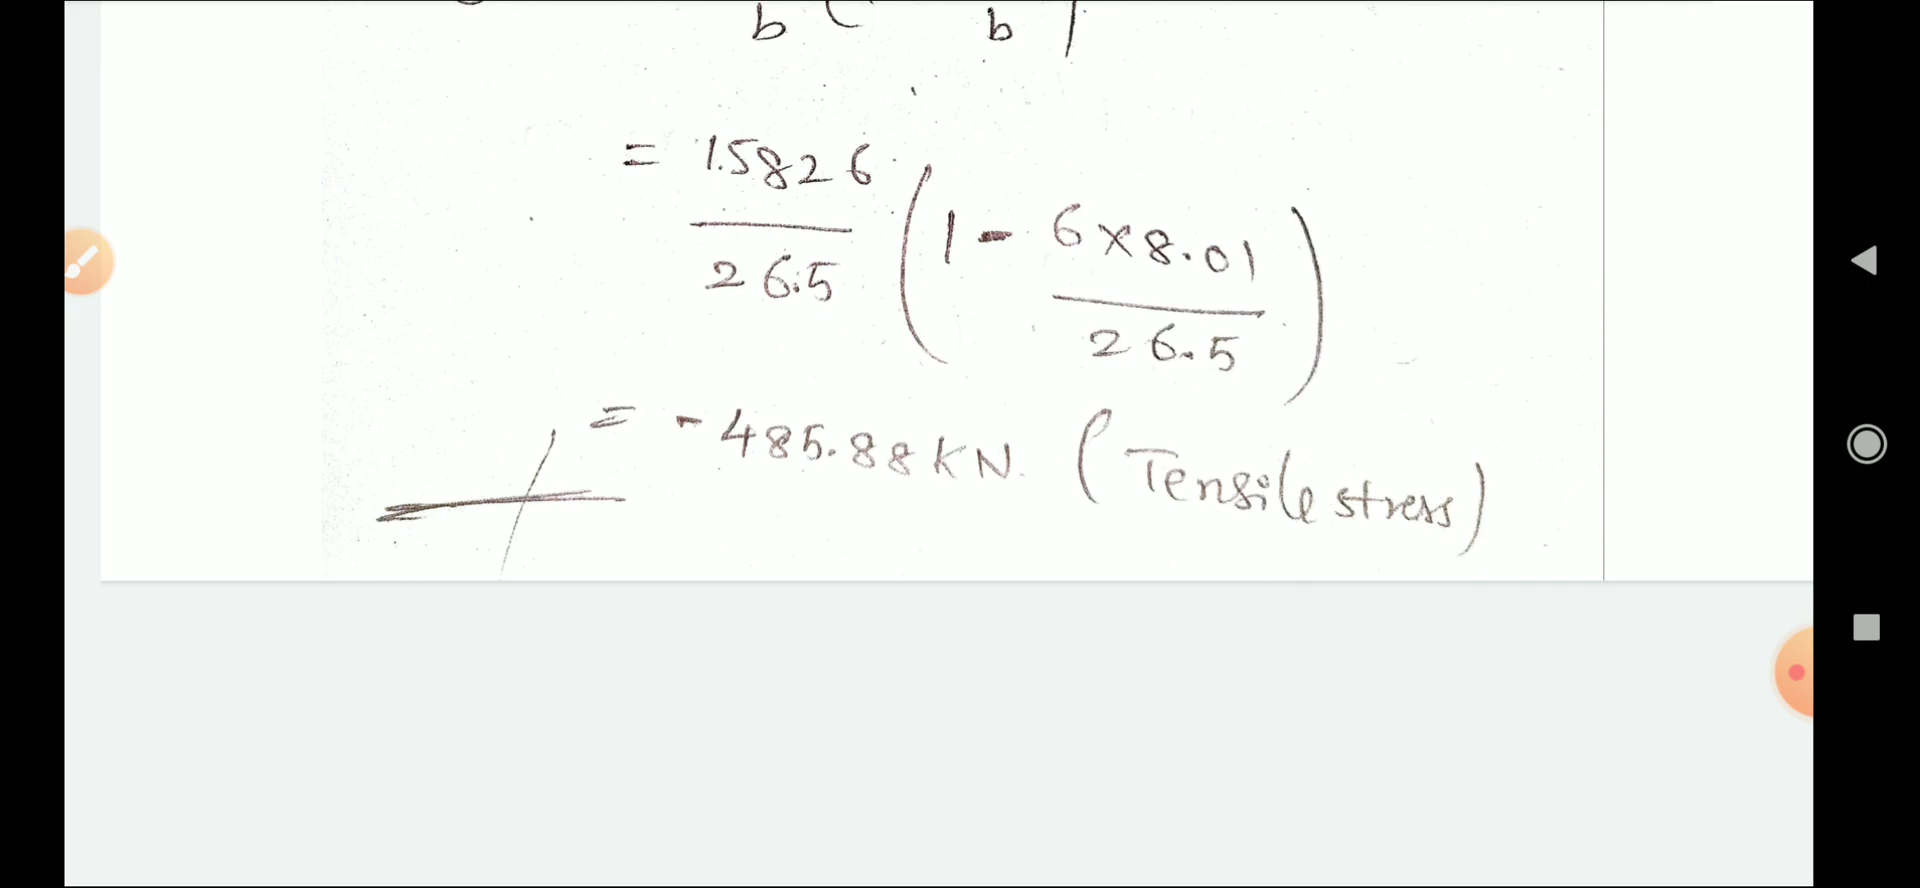 b ( b )
= 1.5826 / 26.5 ( 1 - 6×8.01 / 26.5 )
= - 485.88 KN. (Tensile stress)